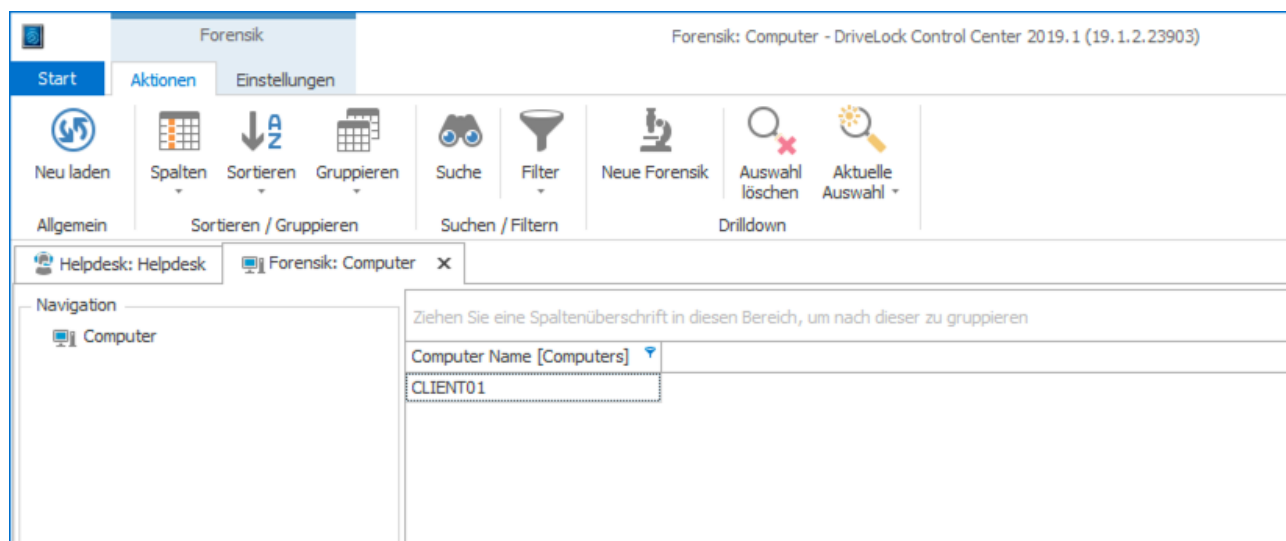 Forensik
Forensik: Computer - DriveLock Control Center 2019.1 (19.1.2.23903)
Start Aktionen Einstellungen
Neu laden Spalten Sortieren Gruppieren Suche Filter Neue Forensik Auswahl löschen Aktuelle Auswahl
Allgemein Sortieren / Gruppieren Suchen / Filtern Drilldown
Helpdesk: Helpdesk Forensik: Computer
Navigation
Computer
Ziehen Sie eine Spaltenüberschrift in diesen Bereich, um nach dieser zu gruppieren
Computer Name [Computers]
CLIENT01